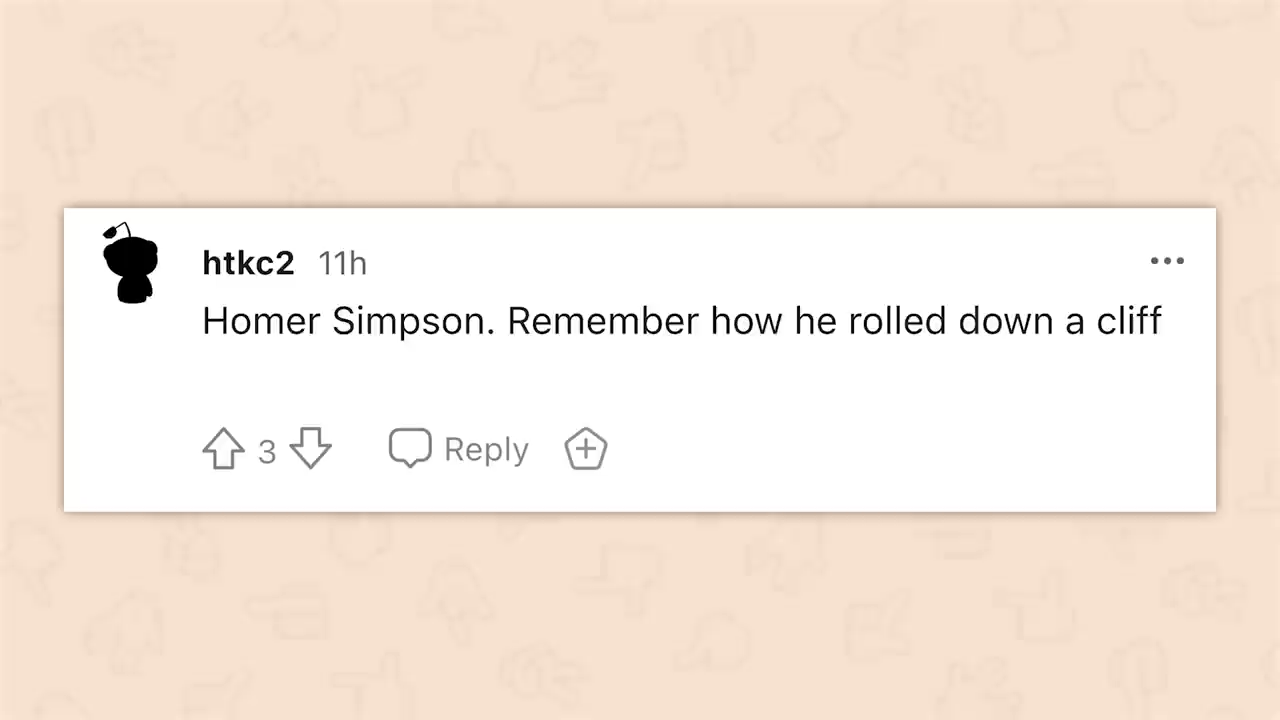 htkc2 11h
Homer Simpson. Remember how he rolled down a cliff
3 Reply